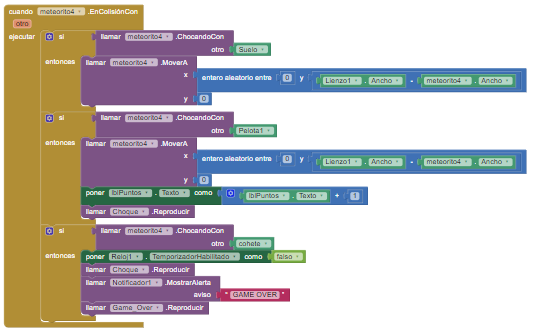 cuando meteorito4 .EnColisiónCon
otro
ejecutar si llamar meteorito4 .ChocandoCon
otro Suelo
entonces llamar meteorito4 .MoverA
x entero aleatorio entre 0 y Lienzo1 . Ancho - meteorito4 . Ancho
y 0
si llamar meteorito4 .ChocandoCon
otro Pelota1
entonces llamar meteorito4 .MoverA
x entero aleatorio entre 0 y Lienzo1 . Ancho - meteorito4 . Ancho
y 0
poner lblPuntos . Texto como lblPuntos . Texto + 1
llamar Choque .Reproducir
si llamar meteorito4 .ChocandoCon
otro cohete
entonces poner Reloj1 . TemporizadorHabilitado como falso
llamar Choque .Reproducir
llamar Notificador1 .MostrarAlerta
aviso " GAME OVER "
llamar Game_Over .Reproducir